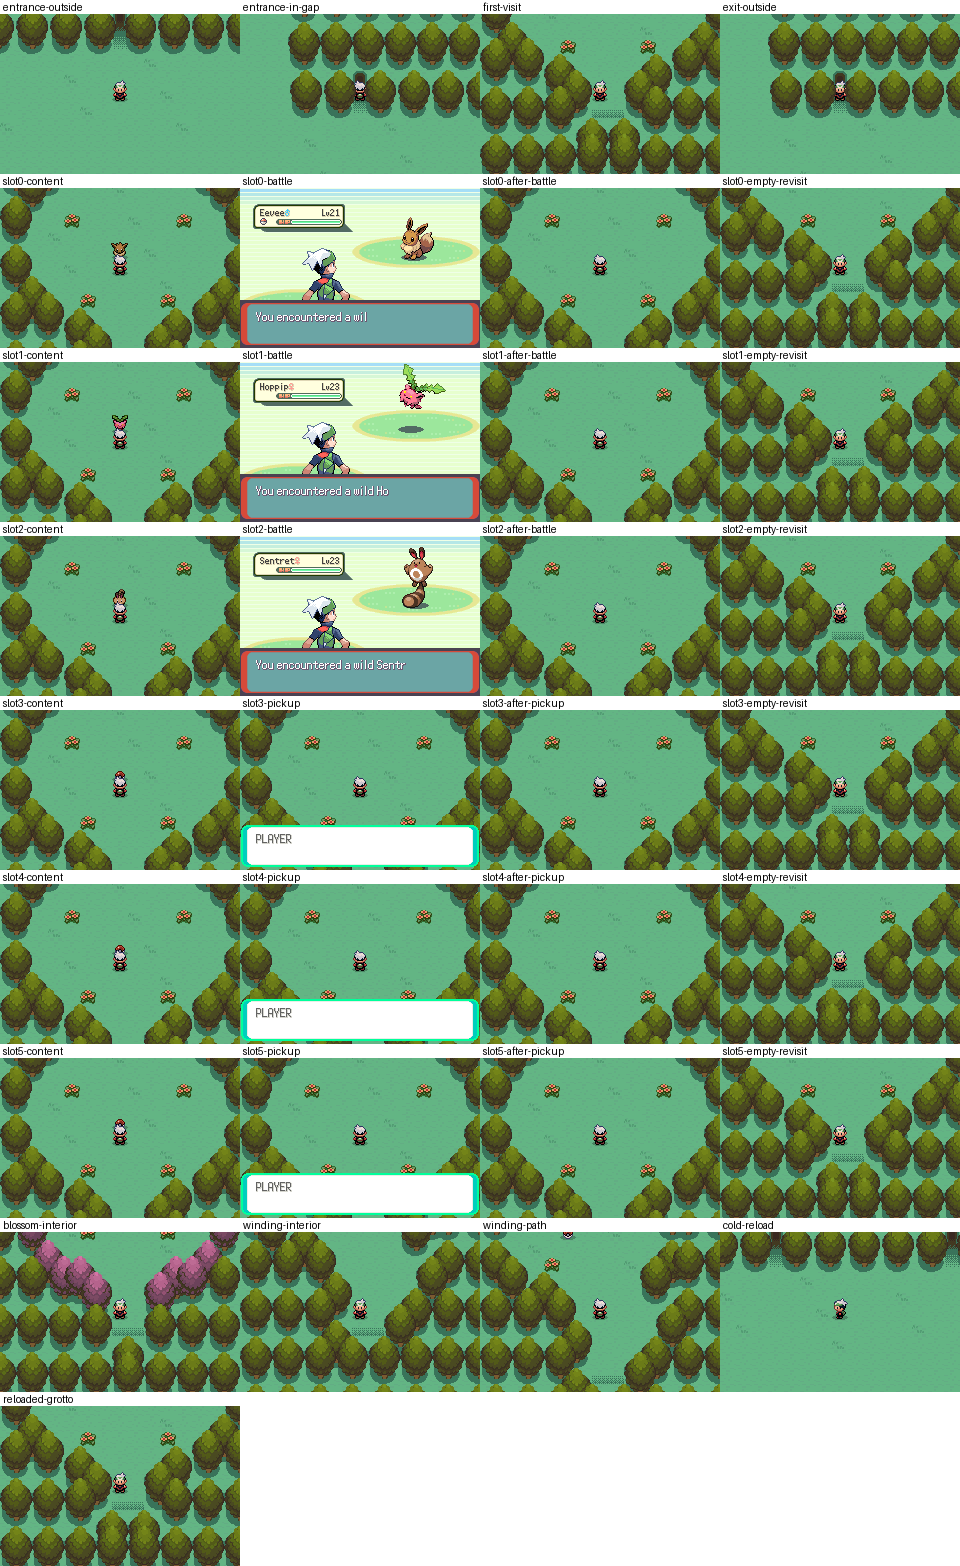 entrance-outside
entrance-in-gap
first-visit
exit-outside
slot0-content
slot0-battle
slot0-after-battle
slot0-empty-revisit
Eevee Lv21
You encountered a wil
slot1-content
slot1-battle
slot1-after-battle
slot1-empty-revisit
Hoppip Lv23
You encountered a wild Ho
slot2-content
slot2-battle
slot2-after-battle
slot2-empty-revisit
Sentret Lv23
You encountered a wild Sentr
slot3-content
slot3-pickup
slot3-after-pickup
slot3-empty-revisit
PLAYER
slot4-content
slot4-pickup
slot4-after-pickup
slot4-empty-revisit
PLAYER
slot5-content
slot5-pickup
slot5-after-pickup
slot5-empty-revisit
PLAYER
blossom-interior
winding-interior
winding-path
cold-reload
reloaded-grotto